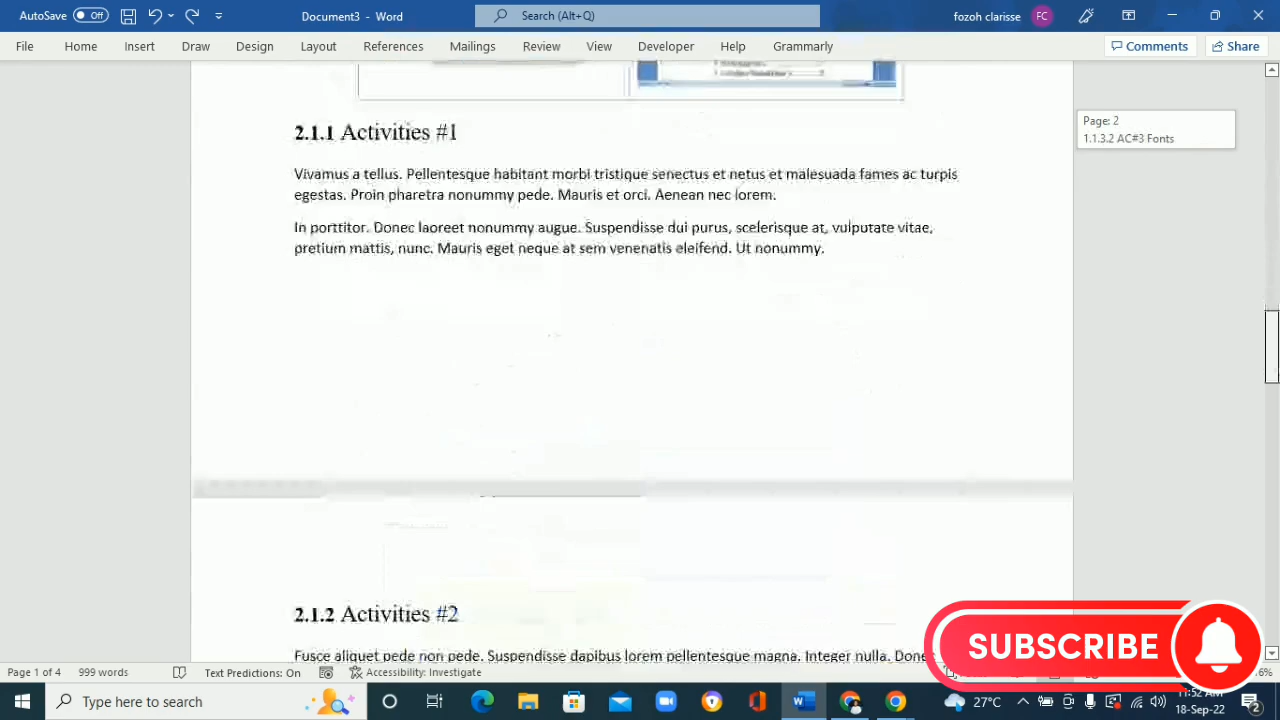 AutoSave Off Document3 - Word Search (Alt+Q) fozoh clarisse FC
File Home Insert Draw Design Layout References Mailings Review View Developer Help Grammarly Comments Share
2.1.1 Activities #1
Page: 2
1.1.3.2 AC#3 Fonts
Vivamus a tellus. Pellentesque habitant morbi tristique senectus et netus et malesuada fames ac turpis
egestas. Proin pharetra nonummy pede. Mauris et orci. Aenean nec lorem.
In porttitor. Donec laoreet nonummy augue. Suspendisse dui purus, scelerisque at, vulputate vitae,
pretium mattis, nunc. Mauris eget neque at sem venenatis eleifend. Ut nonummy.
2.1.2 Activities #2
Fusce aliquet pede non pede. Suspendisse dapibus lorem pellentesque magna. Integer nulla. Donec
SUBSCRIBE
Page 1 of 4 999 words Text Predictions: On Accessibility: Investigate
Type here to search 27°C 11:52 AM
18-Sep-22 2